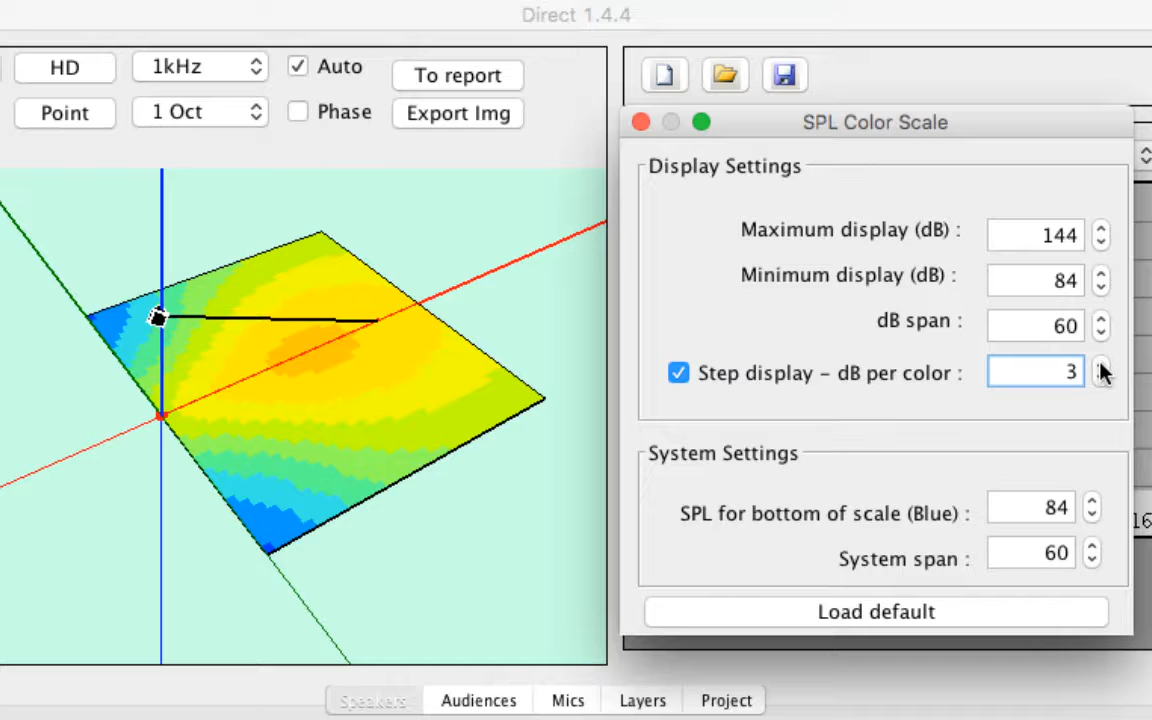 Direct 1.4.4
HD
1kHz
Auto
To report
Point
1 Oct
Phase
Export Img
SPL Color Scale
Display Settings
Maximum display (dB) :
144
Minimum display (dB) :
84
dB span :
60
Step display - dB per color :
3
System Settings
SPL for bottom of scale (Blue) :
84
16
System span :
60
Load default
Speakers
Audiences
Mics
Layers
Project